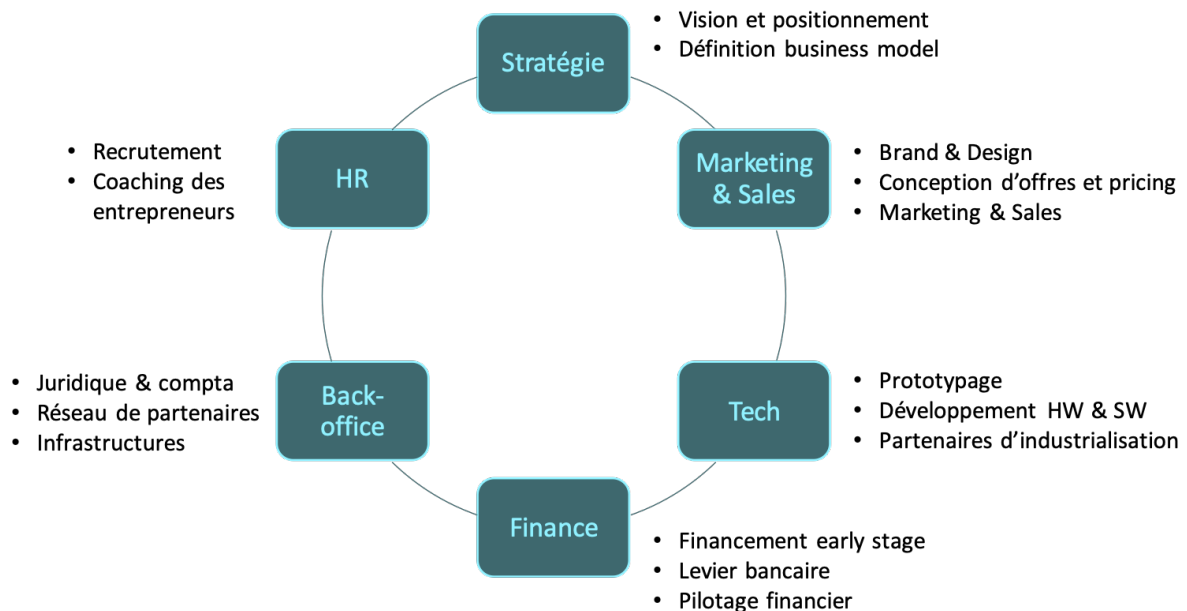 Stratégie
• Vision et positionnement
• Définition business model
Marketing
& Sales
• Brand & Design
• Conception d’offres et pricing
• Marketing & Sales
Tech
• Prototypage
• Développement HW & SW
• Partenaires d’industrialisation
Finance
• Financement early stage
• Levier bancaire
• Pilotage financier
Back-
office
• Juridique & compta
• Réseau de partenaires
• Infrastructures
HR
• Recrutement
• Coaching des
entrepreneurs